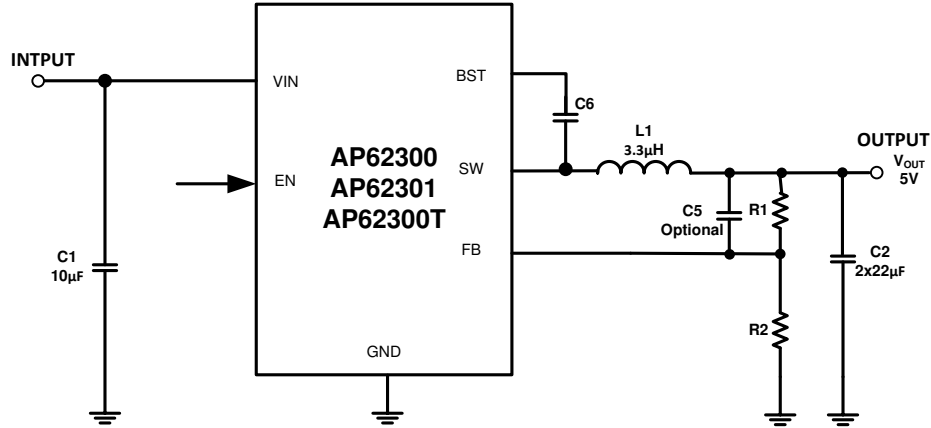 INTPUT
VIN
BST
C6
L1
3.3µH
OUTPUT
VOUT
5V
AP62300
AP62301
AP62300T
EN
SW
C5
Optional
R1
C1
10µF
FB
C2
2x22µF
R2
GND